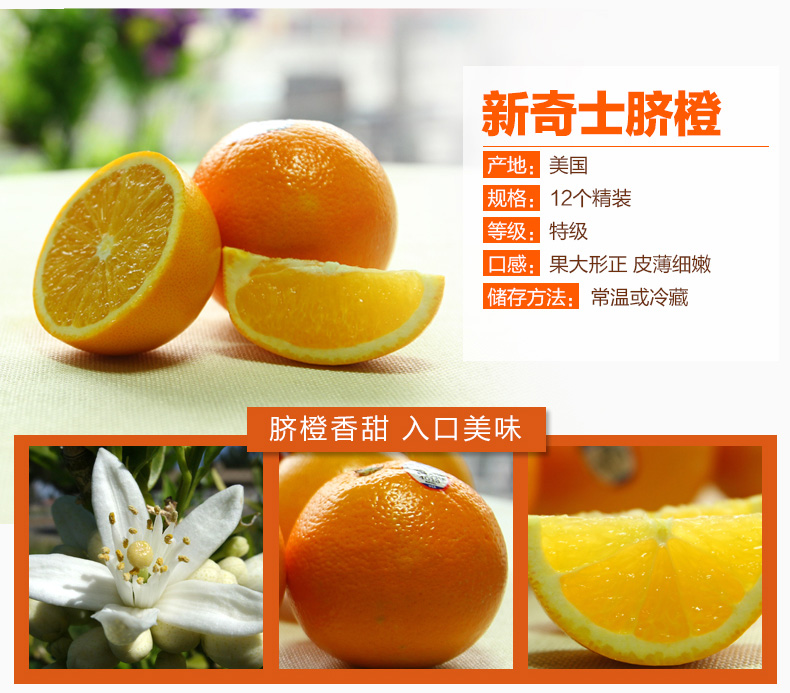 新奇士脐橙
产地: 美国
规格: 12个精装
等级: 特级
口感: 果大形正 皮薄细嫩
储存方法: 常温或冷藏
脐橙香甜 入口美味